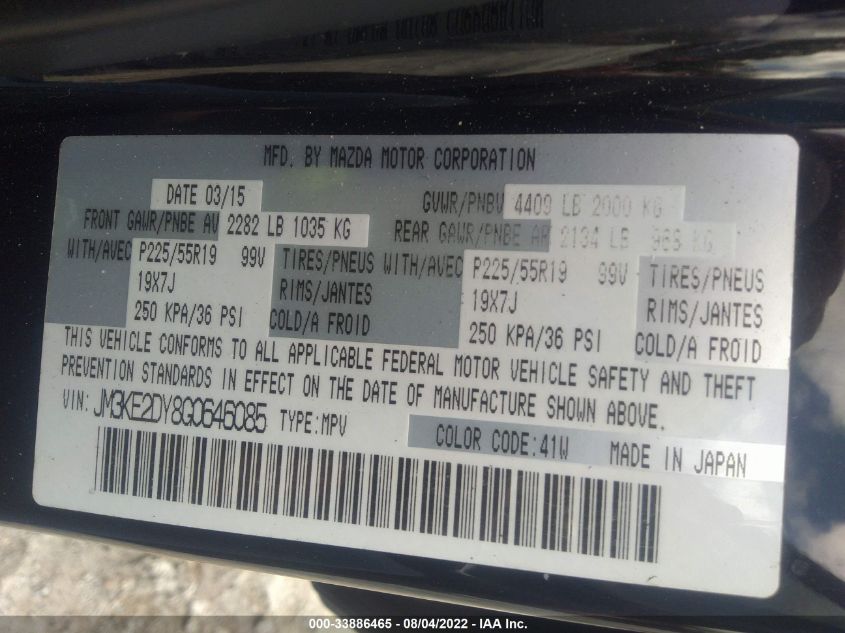 MFD. BY MAZDA MOTOR CORPORATION
DATE 03/15 GVWR/PNBV 4409 LB 2000 KG
FRONT GAWR/PNBE AV 2282 LB 1035 KG REAR GAWR/PNBE AR 2134 LB 968 KG
WITH/AVEC P225/55R19 99V TIRES/PNEUS WITH/AVEC P225/55R19 99V TIRES/PNEUS
19X7J RIMS/JANTES 19X7J RIMS/JANTES
250 KPA/36 PSI COLD/A FROID 250 KPA/36 PSI COLD/A FROID
THIS VEHICLE CONFORMS TO ALL APPLICABLE FEDERAL MOTOR VEHICLE SAFETY AND THEFT
PREVENTION STANDARDS IN EFFECT ON THE DATE OF MANUFACTURE SHOWN ABOVE.
VIN: JM3KE2DY8G0646085 TYPE:MPV COLOR CODE:41W MADE IN JAPAN
000-33886465 - 08/04/2022 - IAA Inc.